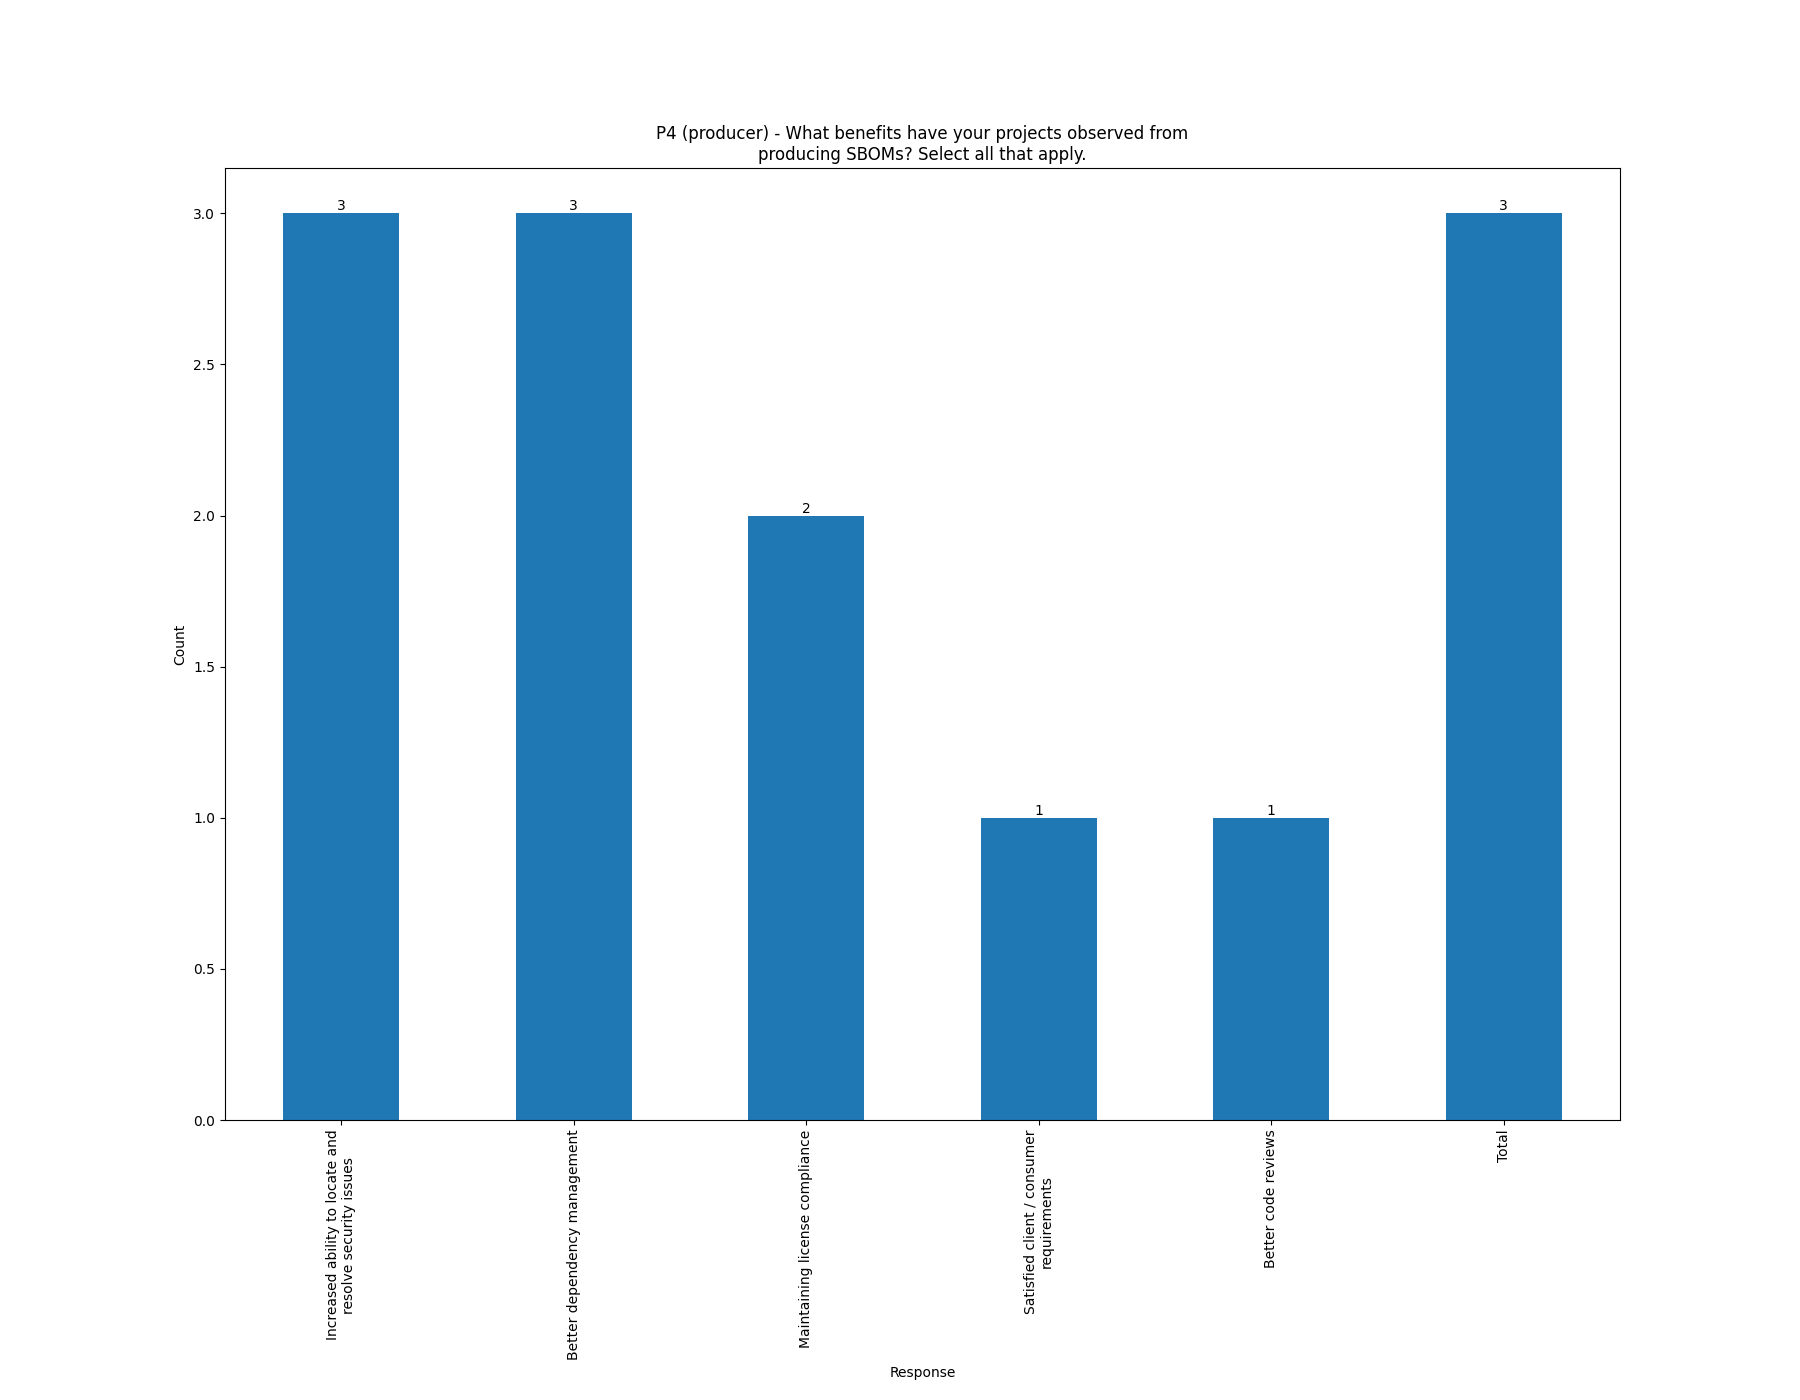 P4 (producer) - What benefits have your projects observed from
producing SBOMs? Select all that apply.
3
3
2
1
1
3
3.0
2.5
2.0
1.5
1.0
0.5
0.0
Count
Increased ability to locate and
resolve security issues
Better dependency management
Maintaining license compliance
Satisfied client / consumer
requirements
Better code reviews
Total
Response